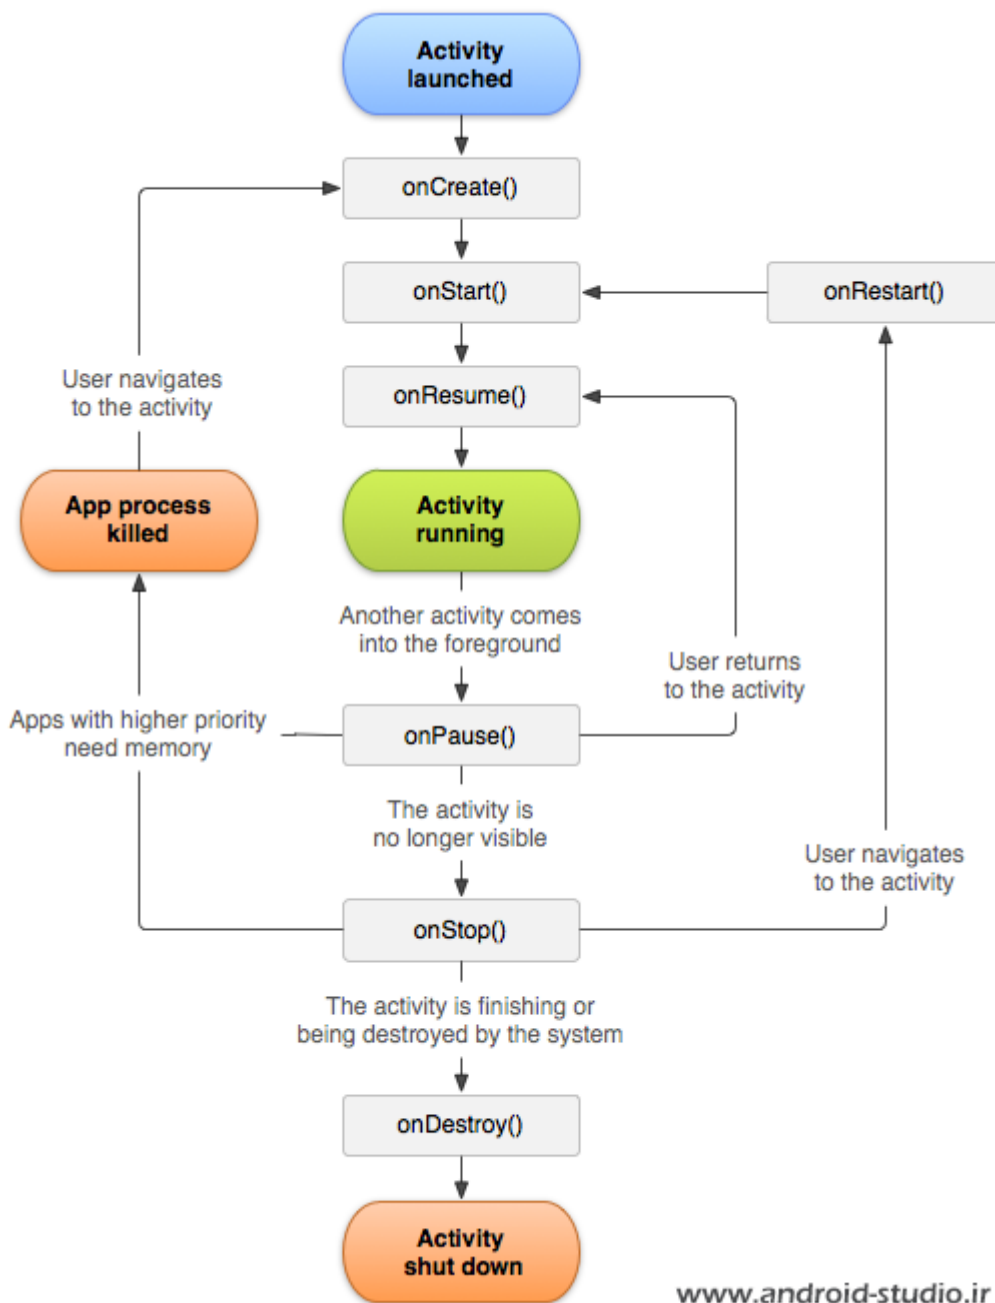 Activity
launched
onCreate()
onStart()
onRestart()
onResume()
User navigates
to the activity
App process
killed
Activity
running
Another activity comes
into the foreground
User returns
to the activity
Apps with higher priority
need memory
onPause()
The activity is
no longer visible
User navigates
to the activity
onStop()
The activity is finishing or
being destroyed by the system
onDestroy()
Activity
shut down
www.android-studio.ir